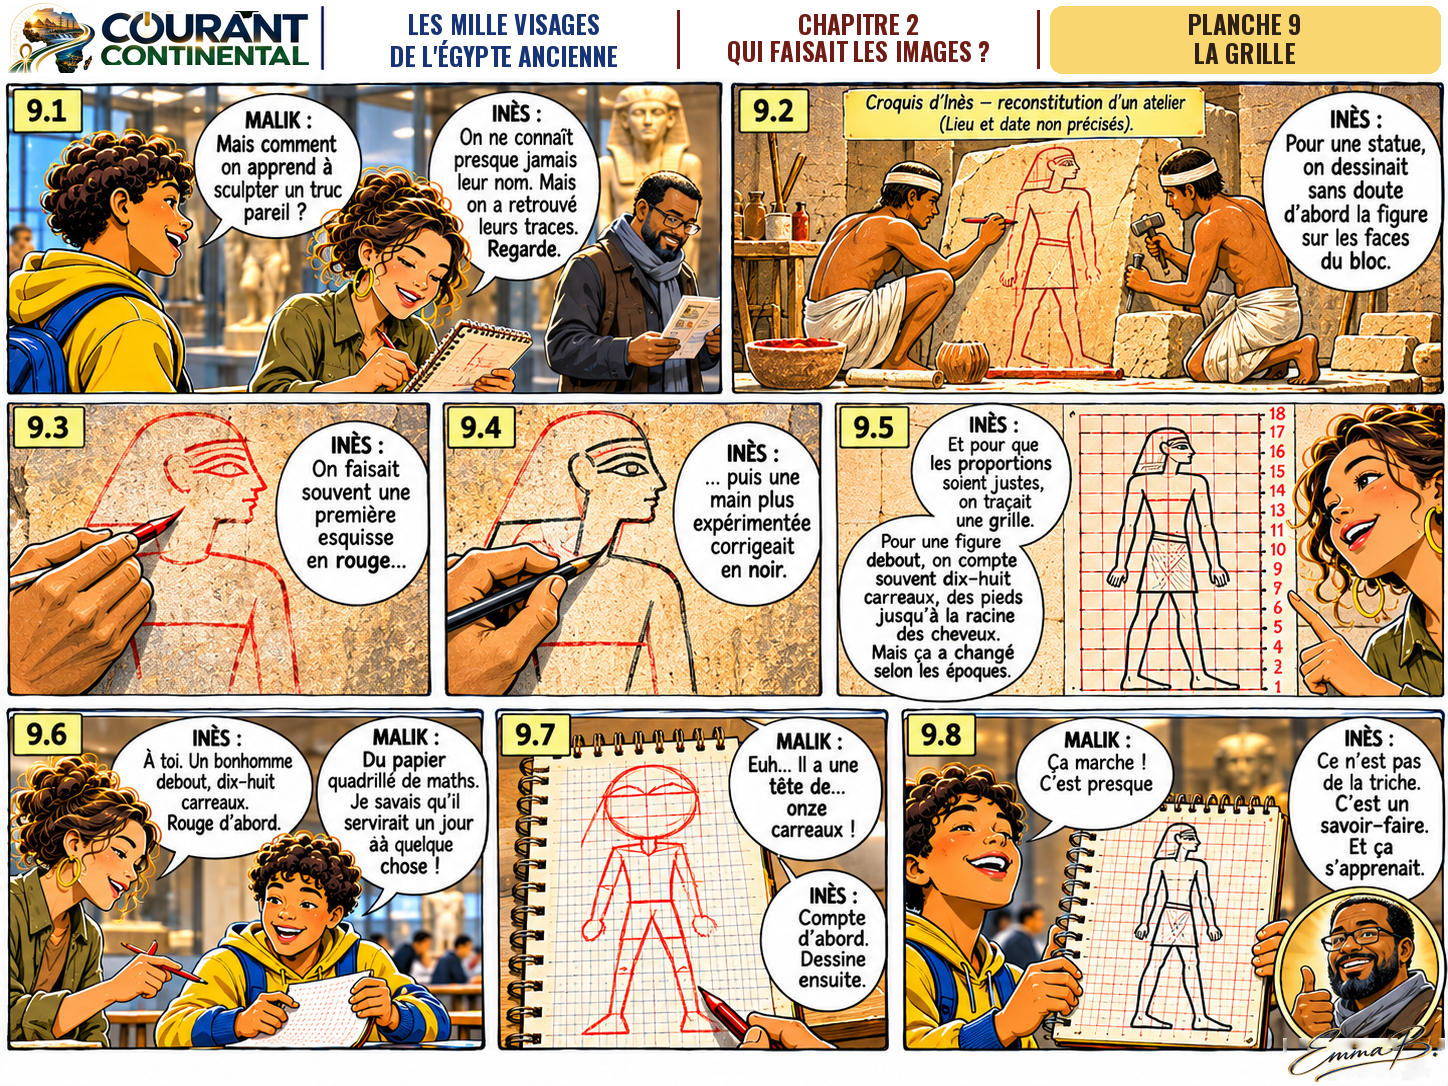 COURANT
CONTINENTAL
LES MILLE VISAGES
DE L'ÉGYPTE ANCIENNE
CHAPITRE 2
QUI FAISAIT LES IMAGES ?
PLANCHE 9
LA GRILLE
9.1
MALIK :
Mais comment
on apprend à
sculpter un truc
pareil ?
INÈS :
On ne connaît
presque jamais
leur nom. Mais
on a retrouvé
leurs traces.
Regarde.
9.2
Croquis d'Inès – reconstitution d'un atelier
(Lieu et date non précisés).
INÈS :
Pour une statue,
on dessinait
sans doute
d'abord la figure
sur les faces
du bloc.
9.3
INÈS :
On faisait
souvent une
première
esquisse
en rouge...
9.4
INÈS :
... puis une
main plus
expérimentée
corrigeait
en noir.
9.5
INÈS :
Et pour que
les proportions
soient justes,
on traçait
une grille.
Pour une figure
debout, on compte
souvent dix-huit
carreaux, des pieds
jusqu'à la racine
des cheveux.
Mais ça a changé
selon les époques.
18
17
16
15
14
13
11
10
9
7
6
5
4
2
1
9.6
INÈS :
À toi. Un bonhomme
debout, dix-huit
carreaux.
Rouge d'abord.
MALIK :
Du papier
quadrillé de maths.
Je savais qu'il
servirait un jour
àà quelque
chose !
9.7
MALIK :
Euh... Il a une
tête de...
onze
carreaux !
INÈS :
Compte
d'abord.
Dessine
ensuite.
9.8
MALIK :
Ça marche !
C'est presque
INÈS :
Ce n'est pas
de la triche.
C'est un
savoir-faire.
Et ça
s'apprenait.
Emma B.